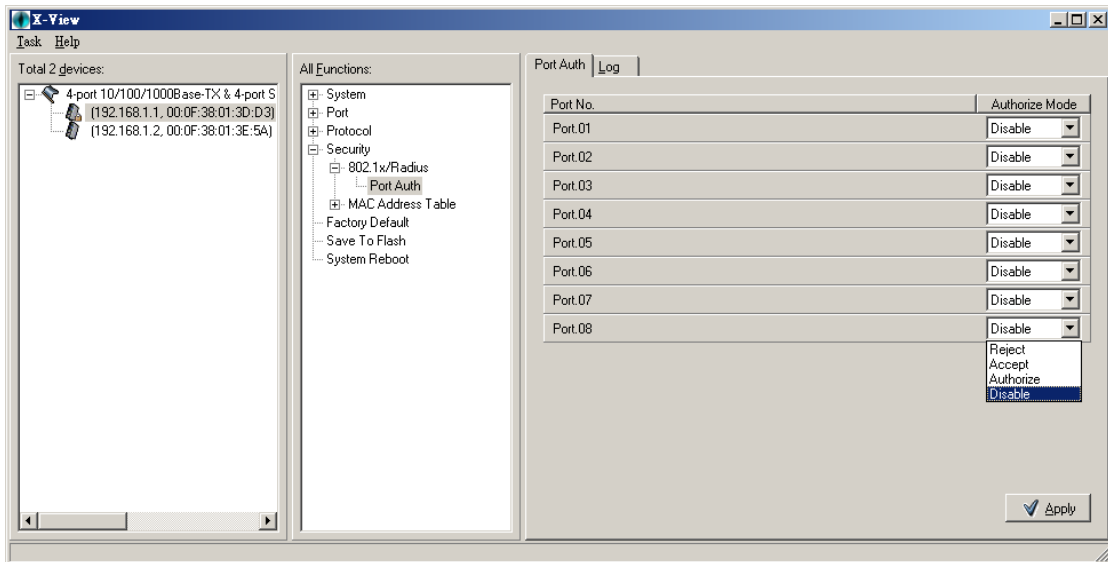 X-View
Task Help
Total 2 devices:
4-port 10/100/1000Base-TX & 4-port S
(192.168.1.1, 00:0F:38:01:3D:D3)
(192.168.1.2, 00:0F:38:01:3E:5A)
All Functions:
System
Port
Protocol
Security
802.1x/Radius
Port Auth
MAC Address Table
Factory Default
Save To Flash
System Reboot
Port Auth Log
Port No. Authorize Mode
Port.01 Disable
Port.02 Disable
Port.03 Disable
Port.04 Disable
Port.05 Disable
Port.06 Disable
Port.07 Disable
Port.08 Disable
Reject
Accept
Authorize
Disable
Apply